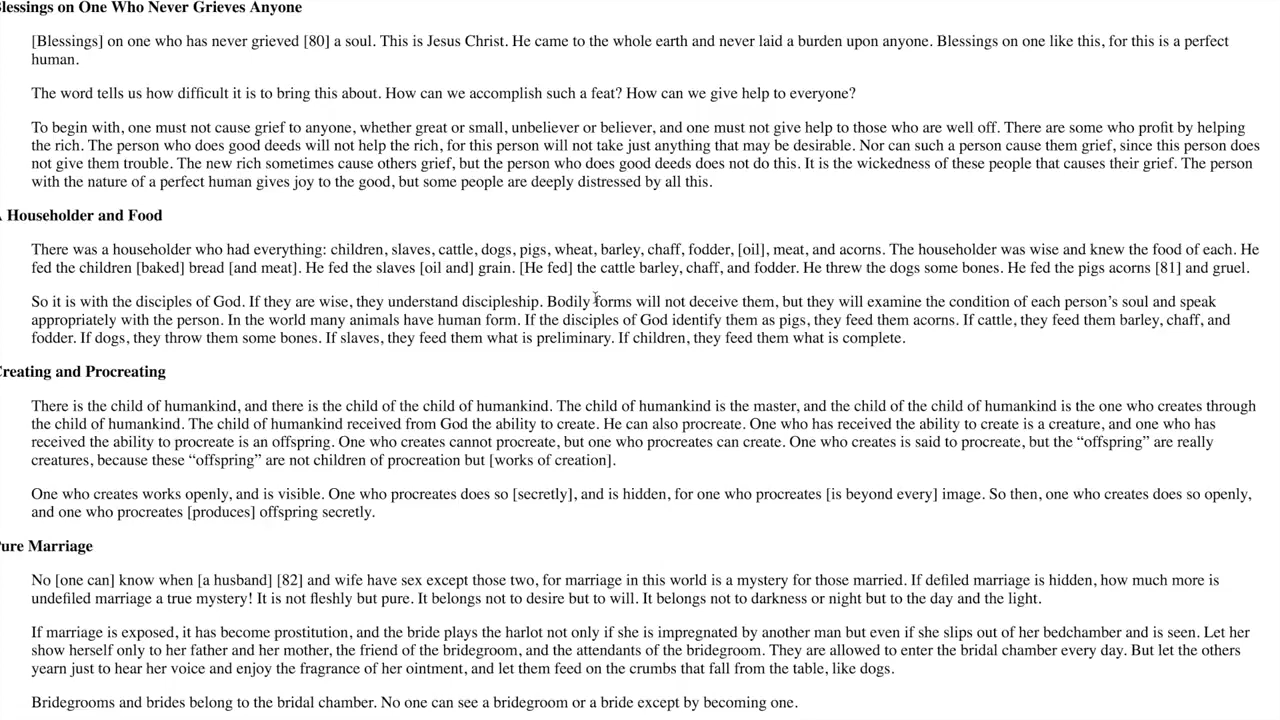 lessings on One Who Never Grieves Anyone
[Blessings] on one who has never grieved [80] a soul. This is Jesus Christ. He came to the whole earth and never laid a burden upon anyone. Blessings on one like this, for this is a perfect
human.
The word tells us how difficult it is to bring this about. How can we accomplish such a feat? How can we give help to everyone?
To begin with, one must not cause grief to anyone, whether great or small, unbeliever or believer, and one must not give help to those who are well off. There are some who profit by helping
the rich. The person who does good deeds will not help the rich, for this person will not take just anything that may be desirable. Nor can such a person cause them grief, since this person does
not give them trouble. The new rich sometimes cause others grief, but the person who does good deeds does not do this. It is the wickedness of these people that causes their grief. The person
with the nature of a perfect human gives joy to the good, but some people are deeply distressed by all this.
A Householder and Food
There was a householder who had everything: children, slaves, cattle, dogs, pigs, wheat, barley, chaff, fodder, [oil], meat, and acorns. The householder was wise and knew the food of each. He
fed the children [baked] bread [and meat]. He fed the slaves [oil and] grain. [He fed] the cattle barley, chaff, and fodder. He threw the dogs some bones. He fed the pigs acorns [81] and gruel.
So it is with the disciples of God. If they are wise, they understand discipleship. Bodily forms will not deceive them, but they will examine the condition of each person's soul and speak
appropriately with the person. In the world many animals have human form. If the disciples of God identify them as pigs, they feed them acorns. If cattle, they feed them barley, chaff, and
fodder. If dogs, they throw them some bones. If slaves, they feed them what is preliminary. If children, they feed them what is complete.
Creating and Procreating
There is the child of humankind, and there is the child of the child of humankind. The child of humankind is the master, and the child of the child of humankind is the one who creates through
the child of humankind. The child of humankind received from God the ability to create. He can also procreate. One who has received the ability to create is a creature, and one who has
received the ability to procreate is an offspring. One who creates cannot procreate, but one who procreates can create. One who creates is said to procreate, but the “offspring” are really
creatures, because these “offspring” are not children of procreation but [works of creation].
One who creates works openly, and is visible. One who procreates does so [secretly], and is hidden, for one who procreates [is beyond every] image. So then, one who creates does so openly,
and one who procreates [produces] offspring secretly.
Pure Marriage
No [one can] know when [a husband] [82] and wife have sex except those two, for marriage in this world is a mystery for those married. If defiled marriage is hidden, how much more is
undefiled marriage a true mystery! It is not fleshly but pure. It belongs not to desire but to will. It belongs not to darkness or night but to the day and the light.
If marriage is exposed, it has become prostitution, and the bride plays the harlot not only if she is impregnated by another man but even if she slips out of her bedchamber and is seen. Let her
show herself only to her father and her mother, the friend of the bridegroom, and the attendants of the bridegroom. They are allowed to enter the bridal chamber every day. But let the others
yearn just to hear her voice and enjoy the fragrance of her ointment, and let them feed on the crumbs that fall from the table, like dogs.
Bridegrooms and brides belong to the bridal chamber. No one can see a bridegroom or a bride except by becoming one.